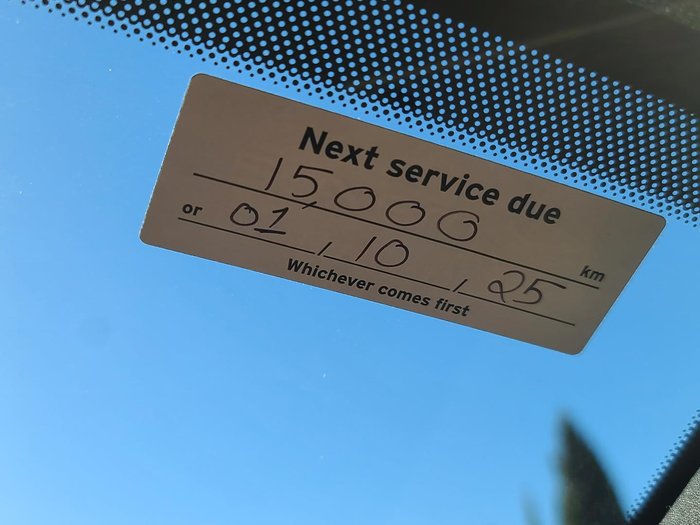 Next service due
15,000 km
or 01 / 10 / 25
Whichever comes first